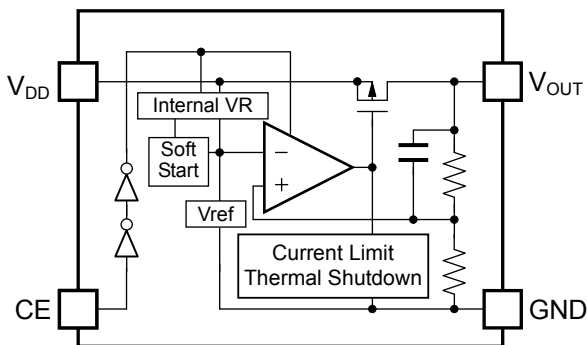 V_DD
V_OUT
Internal VR
Soft
Start
−
+
Vref
Current Limit
Thermal Shutdown
CE
GND